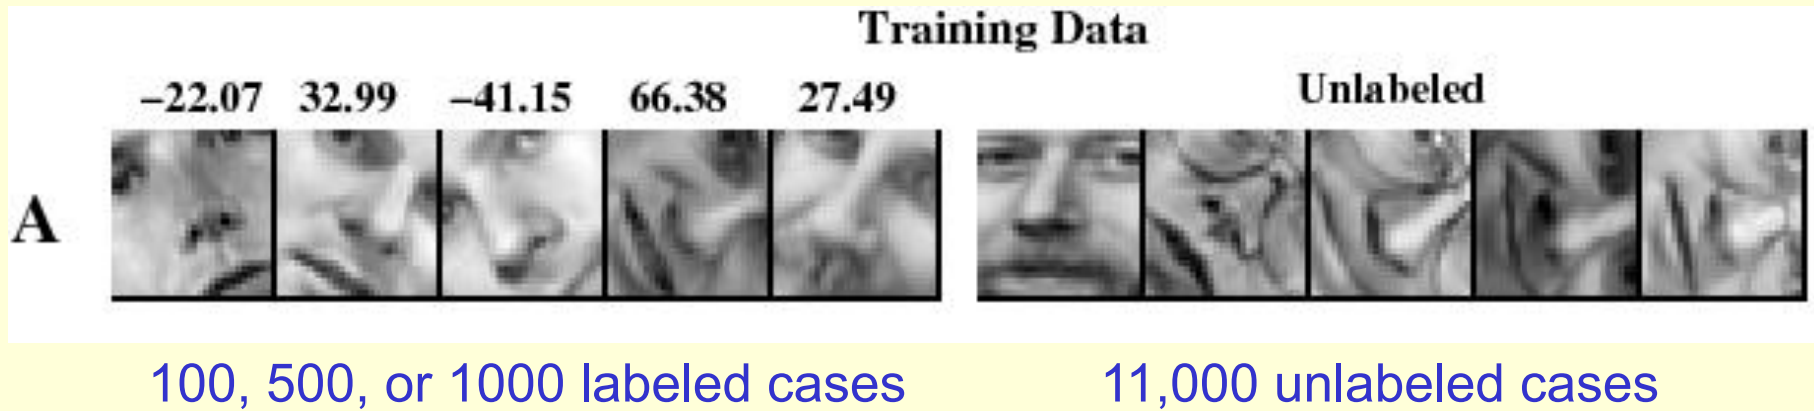 Training Data
−22.07 32.99 −41.15 66.38 27.49 Unlabeled
A
100, 500, or 1000 labeled cases 11,000 unlabeled cases